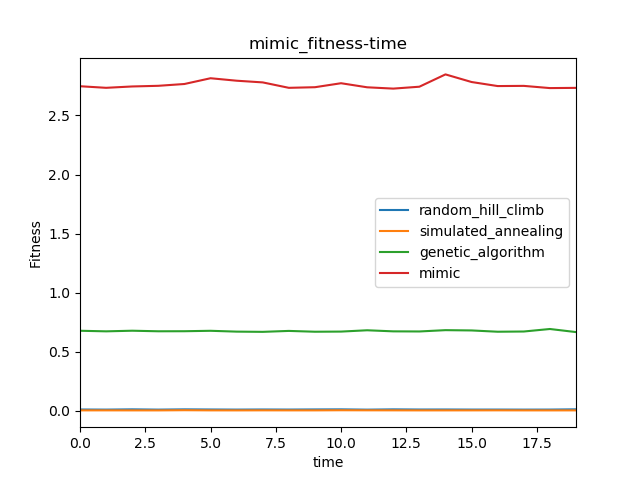 mimic_fitness-time
Fitness
2.5
2.0
1.5
1.0
0.5
0.0
random_hill_climb
simulated_annealing
genetic_algorithm
mimic
0.0 2.5 5.0 7.5 10.0 12.5 15.0 17.5
time